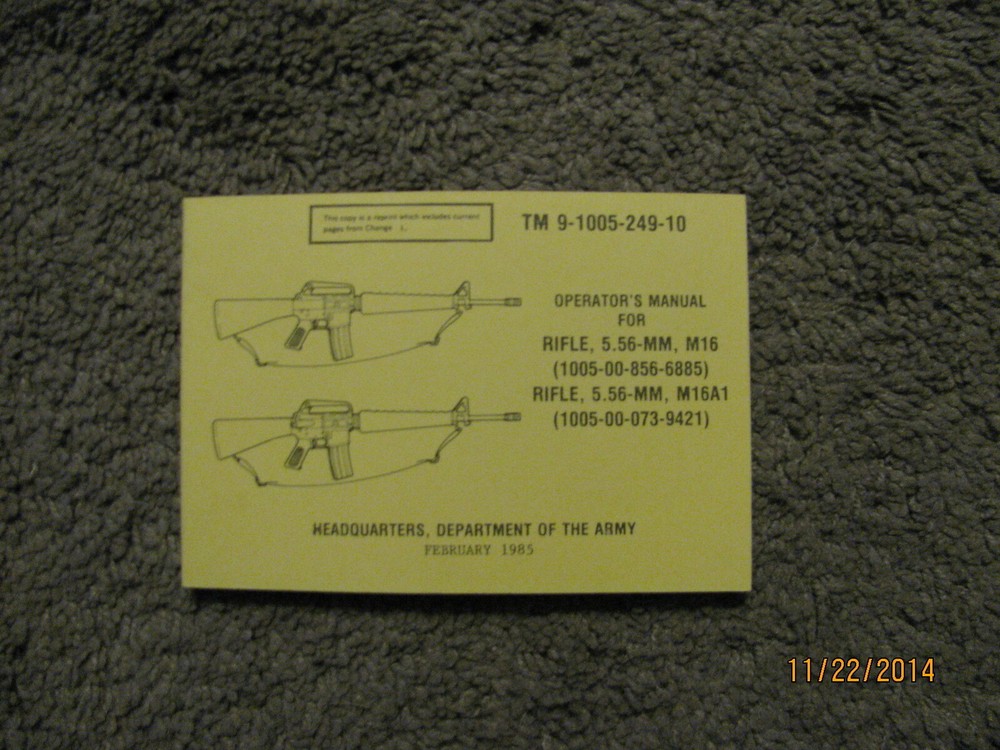 This copy is a reprint which includes current
pages from Change 1.
TM 9-1005-249-10
OPERATOR'S MANUAL
FOR
RIFLE, 5.56-MM, M16
(1005-00-856-6885)
RIFLE, 5.56-MM, M16A1
(1005-00-073-9421)
HEADQUARTERS, DEPARTMENT OF THE ARMY
FEBRUARY 1985
11/22/2014